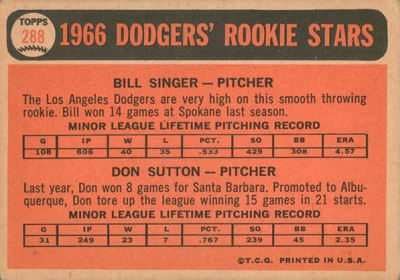 TOPPS
288
1966 DODGERS' ROOKIE STARS
BILL SINGER — PITCHER
The Los Angeles Dodgers are very high on this smooth throwing
rookie. Bill won 14 games at Spokane last season.
MINOR LEAGUE LIFETIME PITCHING RECORD
G IP W L PCT. SO BB ERA
108 606 40 35 .533 429 308 4.57
DON SUTTON — PITCHER
Last year, Don won 8 games for Santa Barbara. Promoted to Albu-
querque, Don tore up the league winning 15 games in 21 starts.
MINOR LEAGUE LIFETIME PITCHING RECORD
G IP W L PCT. SO BB ERA
31 249 23 7 .767 239 45 2.35
©T.C.G. PRINTED IN U.S.A.